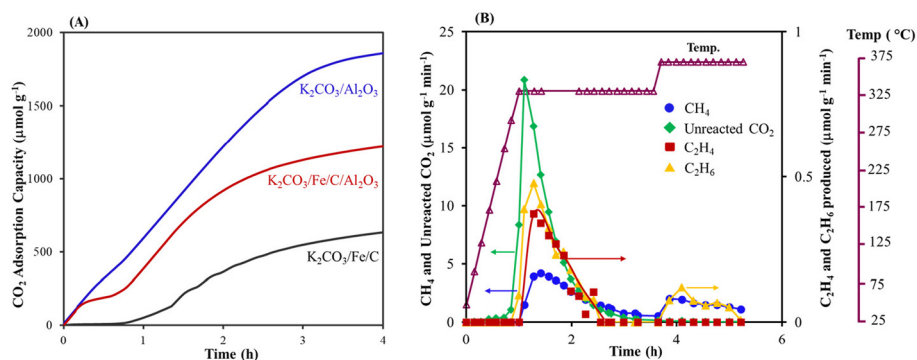 (A)
2000
1500
1000
500
0
0
1
2
3
4
CO₂ Adsorption Capacity (µmol g⁻¹)
Time (h)
K₂CO₃/Al₂O₃
K₂CO₃/Fe/C/Al₂O₃
K₂CO₃/Fe/C
(B)
25
20
15
10
5
0
0
2
4
6
CH₄ and Unreacted CO₂ (µmol g⁻¹ min⁻¹)
Time (h)
Temp.
CH₄
Unreacted CO₂
C₂H₄
C₂H₆
1
0.5
0
C₂H₄ and C₂H₆ produced (µmol g⁻¹ min⁻¹)
Temp ( °C)
375
325
275
225
175
125
75
25